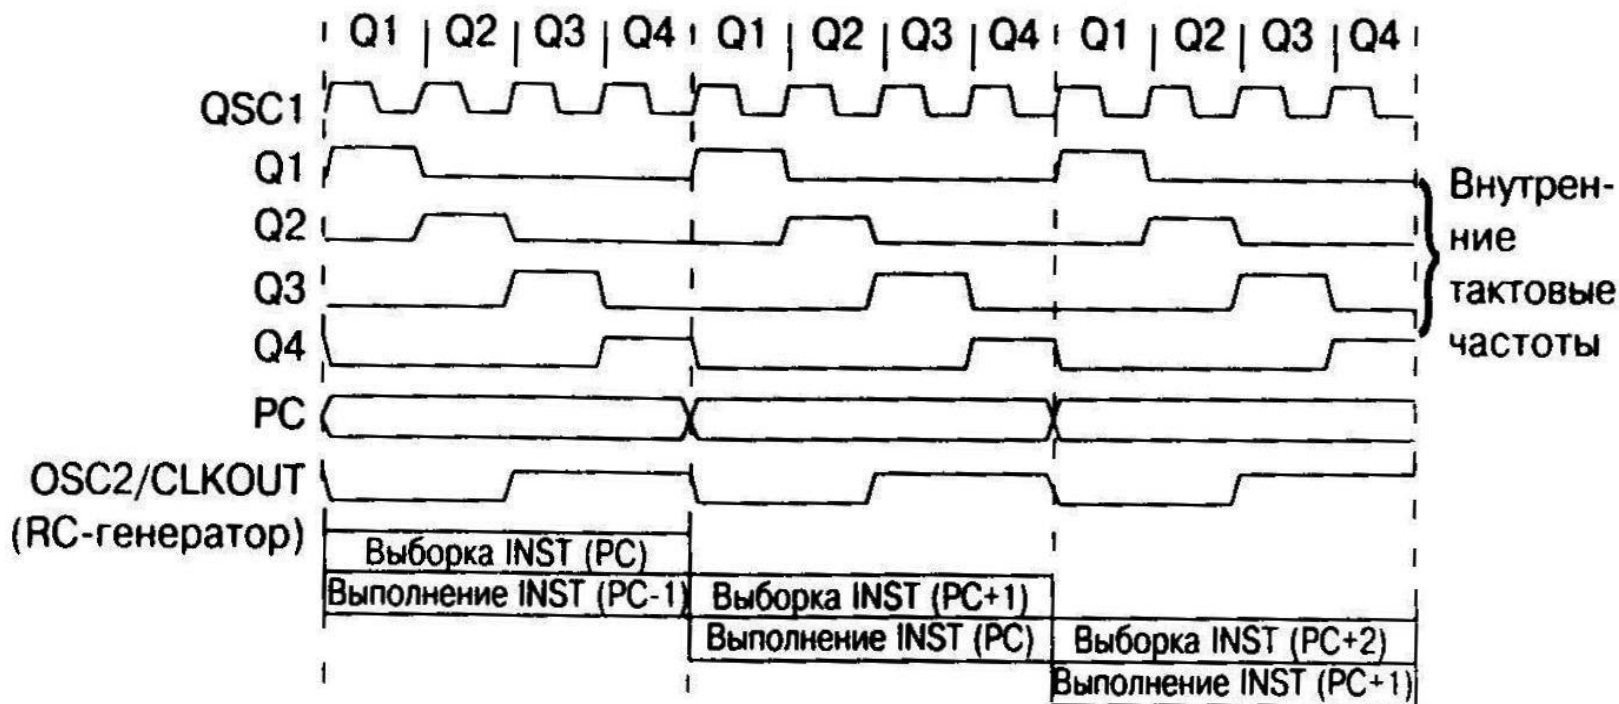 Q1 Q2 Q3 Q4 Q1 Q2 Q3 Q4 Q1 Q2 Q3 Q4
QSC1
Q1
Q2
Q3
Q4
PC
OSC2/CLKOUT
(RC-генератор)
Внутрен-
ние
тактовые
частоты
Выборка INST (PC)
Выполнение INST (PC-1) Выборка INST (PC+1)
Выполнение INST (PC) Выборка INST (PC+2)
Выполнение INST (PC+1)